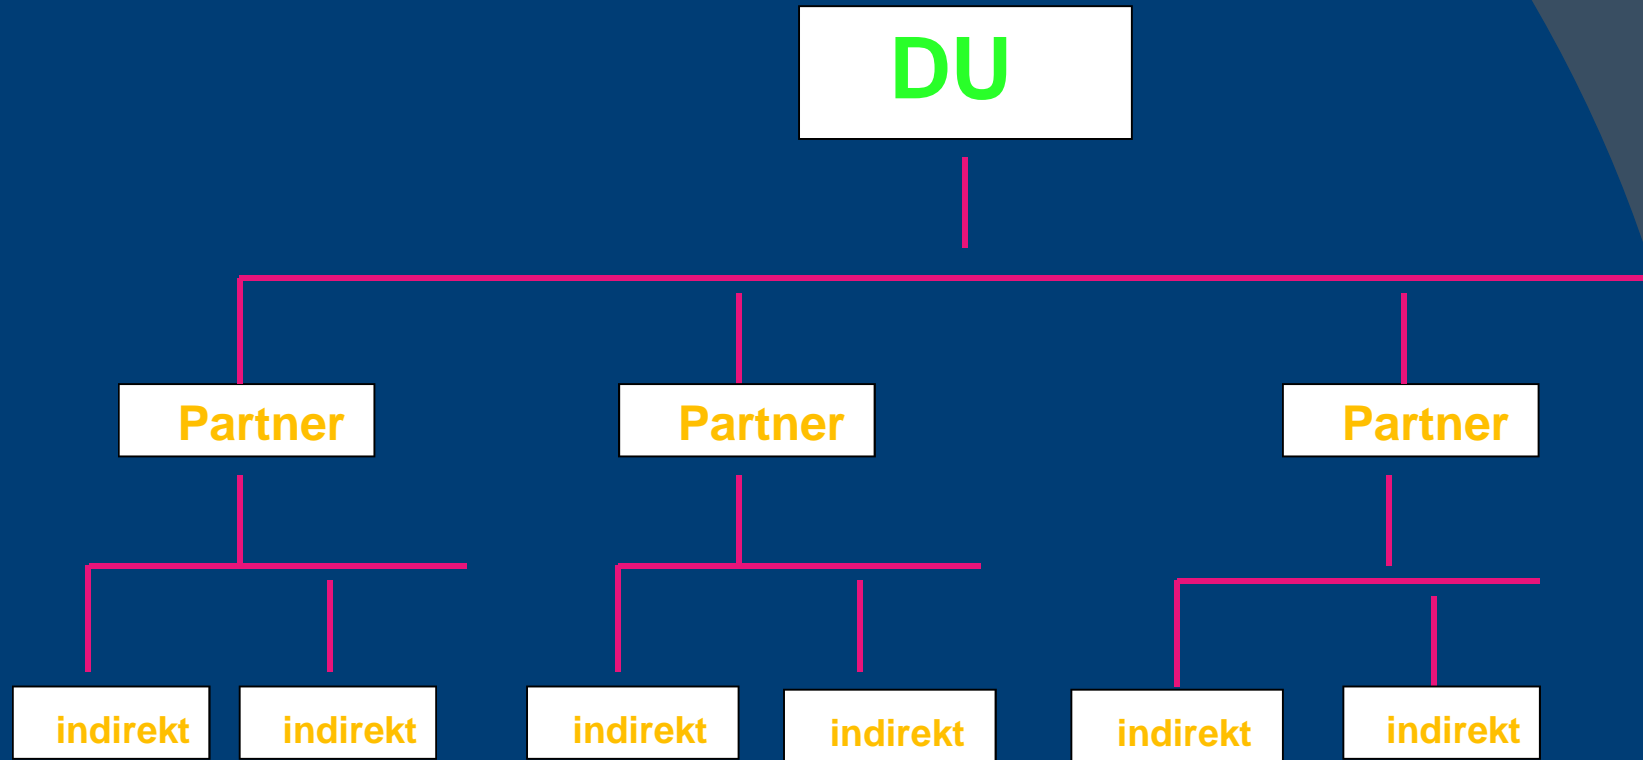 DU
Partner
Partner
Partner
indirekt
indirekt
indirekt
indirekt
indirekt
indirekt